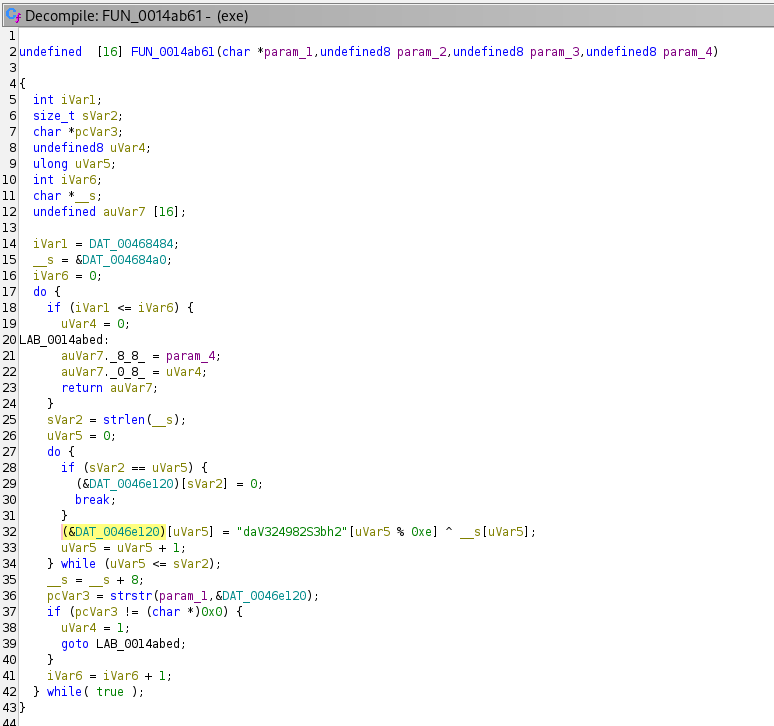 Decompile: FUN_0014ab61 - (exe)
1
2 undefined [16] FUN_0014ab61(char *param_1,undefined8 param_2,undefined8 param_3,undefined8 param_4)
3
4 {
5   int iVar1;
6   size_t sVar2;
7   char *pcVar3;
8   undefined8 uVar4;
9   ulong uVar5;
10   int iVar6;
11   char *__s;
12   undefined auVar7 [16];
13
14   iVar1 = DAT_00468484;
15   __s = &DAT_004684a0;
16   iVar6 = 0;
17   do {
18     if (iVar1 <= iVar6) {
19       uVar4 = 0;
20 LAB_0014abed:
21       auVar7._8_8_ = param_4;
22       auVar7._0_8_ = uVar4;
23       return auVar7;
24     }
25     sVar2 = strlen(__s);
26     uVar5 = 0;
27     do {
28       if (sVar2 == uVar5) {
29         (&DAT_0046e120)[sVar2] = 0;
30         break;
31       }
32       (&DAT_0046e120)[uVar5] = "daV324982S3bh2"[uVar5 % 0xe] ^ __s[uVar5];
33       uVar5 = uVar5 + 1;
34     } while (uVar5 <= sVar2);
35     __s = __s + 8;
36     pcVar3 = strstr(param_1,&DAT_0046e120);
37     if (pcVar3 != (char *)0x0) {
38       uVar4 = 1;
39       goto LAB_0014abed;
40     }
41     iVar6 = iVar6 + 1;
42   } while( true );
43 }
44